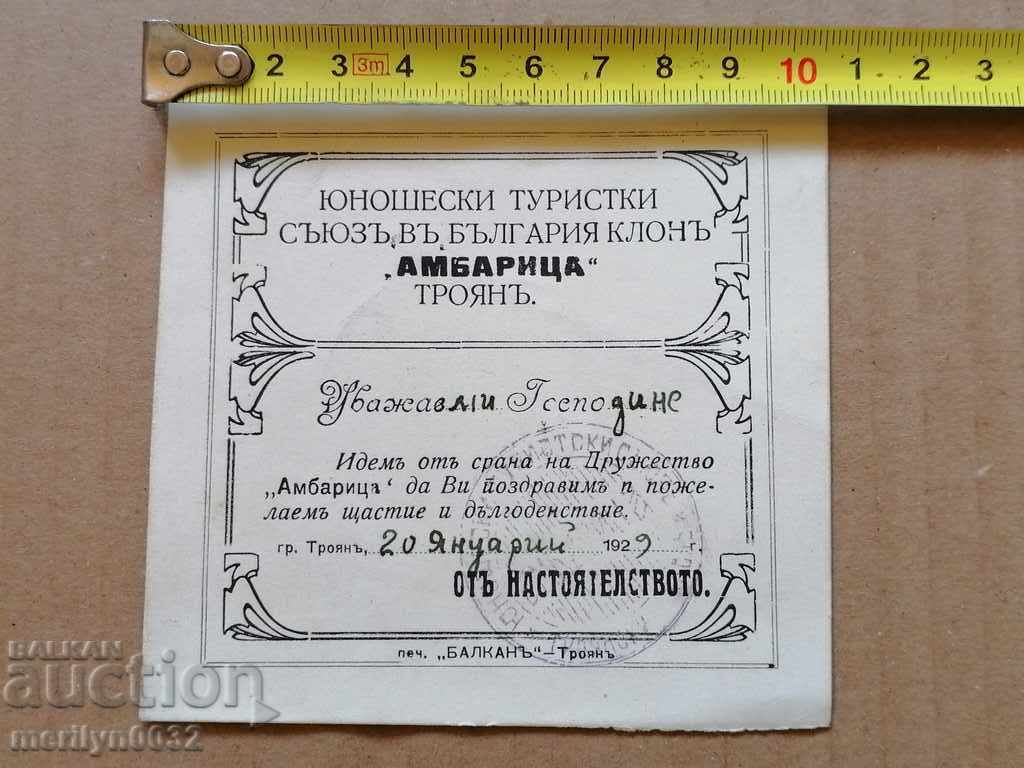 2 3 3m 4 5 6 7 8 9 10 1 2 3
ЮНОШЕСКИ ТУРИСТКИ
СЪЮЗЪ ВЪ БЪЛГАРИЯ КЛОНЪ
„АМБАРИЦА“
ТРОЯНЪ.
Уважаеми Господине
Идемъ отъ срана на Дружество
„Амбарица‘ да Ви поздравимъ п поже-
лаемъ щастие и дългоденствие.
гр. Троянъ, 20 Януарий 1929 г.
ОТЪ НАСТОЯТЕЛСТВОТО.
печ. „БАЛКАНЪ“—Троянъ
BALKAN
auction
merilyn0032